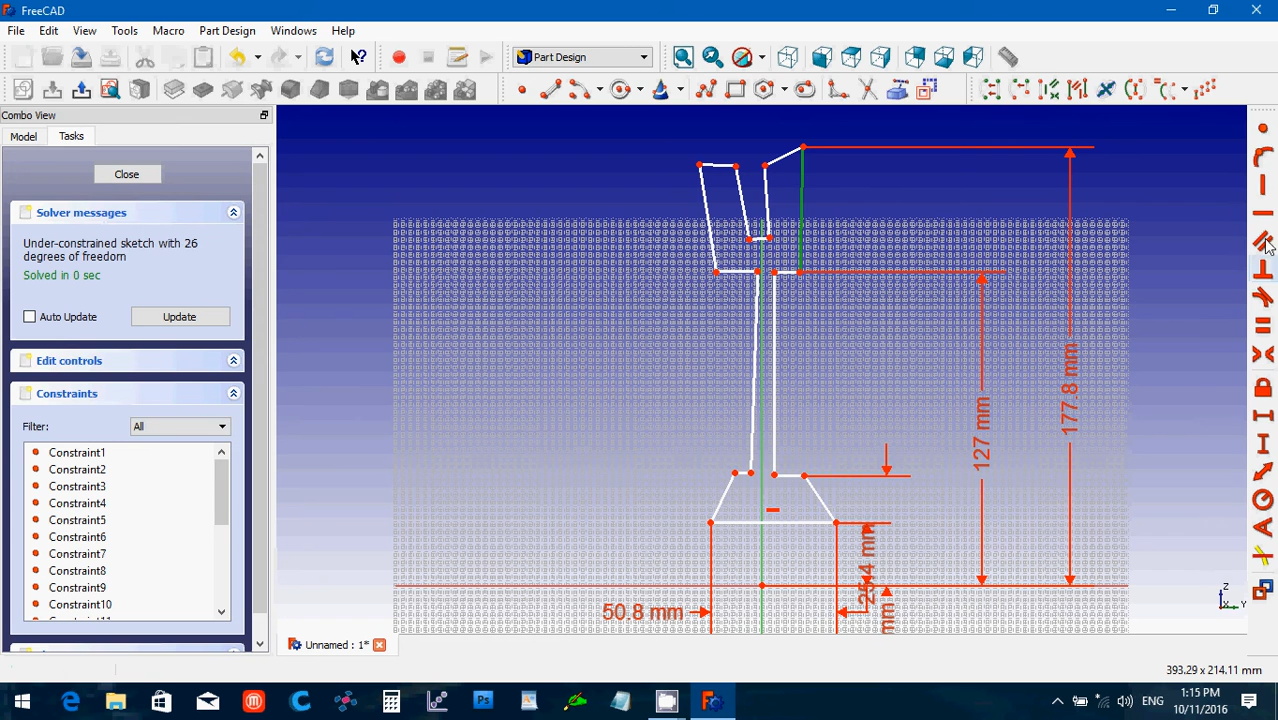 FreeCAD
File Edit View Tools Macro Part Design Windows Help
Part Design
Combo View
Model Tasks
Close
Solver messages
Under-constrained sketch with 26
degrees of freedom
Solved in 0 sec
Auto Update Update
Edit controls
Constraints
Filter: All
Constraint1
Constraint2
Constraint3
Constraint4
Constraint5
Constraint6
Constraint7
Constraint8
Constraint9
Constraint10
177.8 mm
127 mm
mm
50.8 mm
mm
Z
X Y
Unnamed : 1*
393.29 x 214.11 mm
Ps
ENG
1:15 PM
10/11/2016